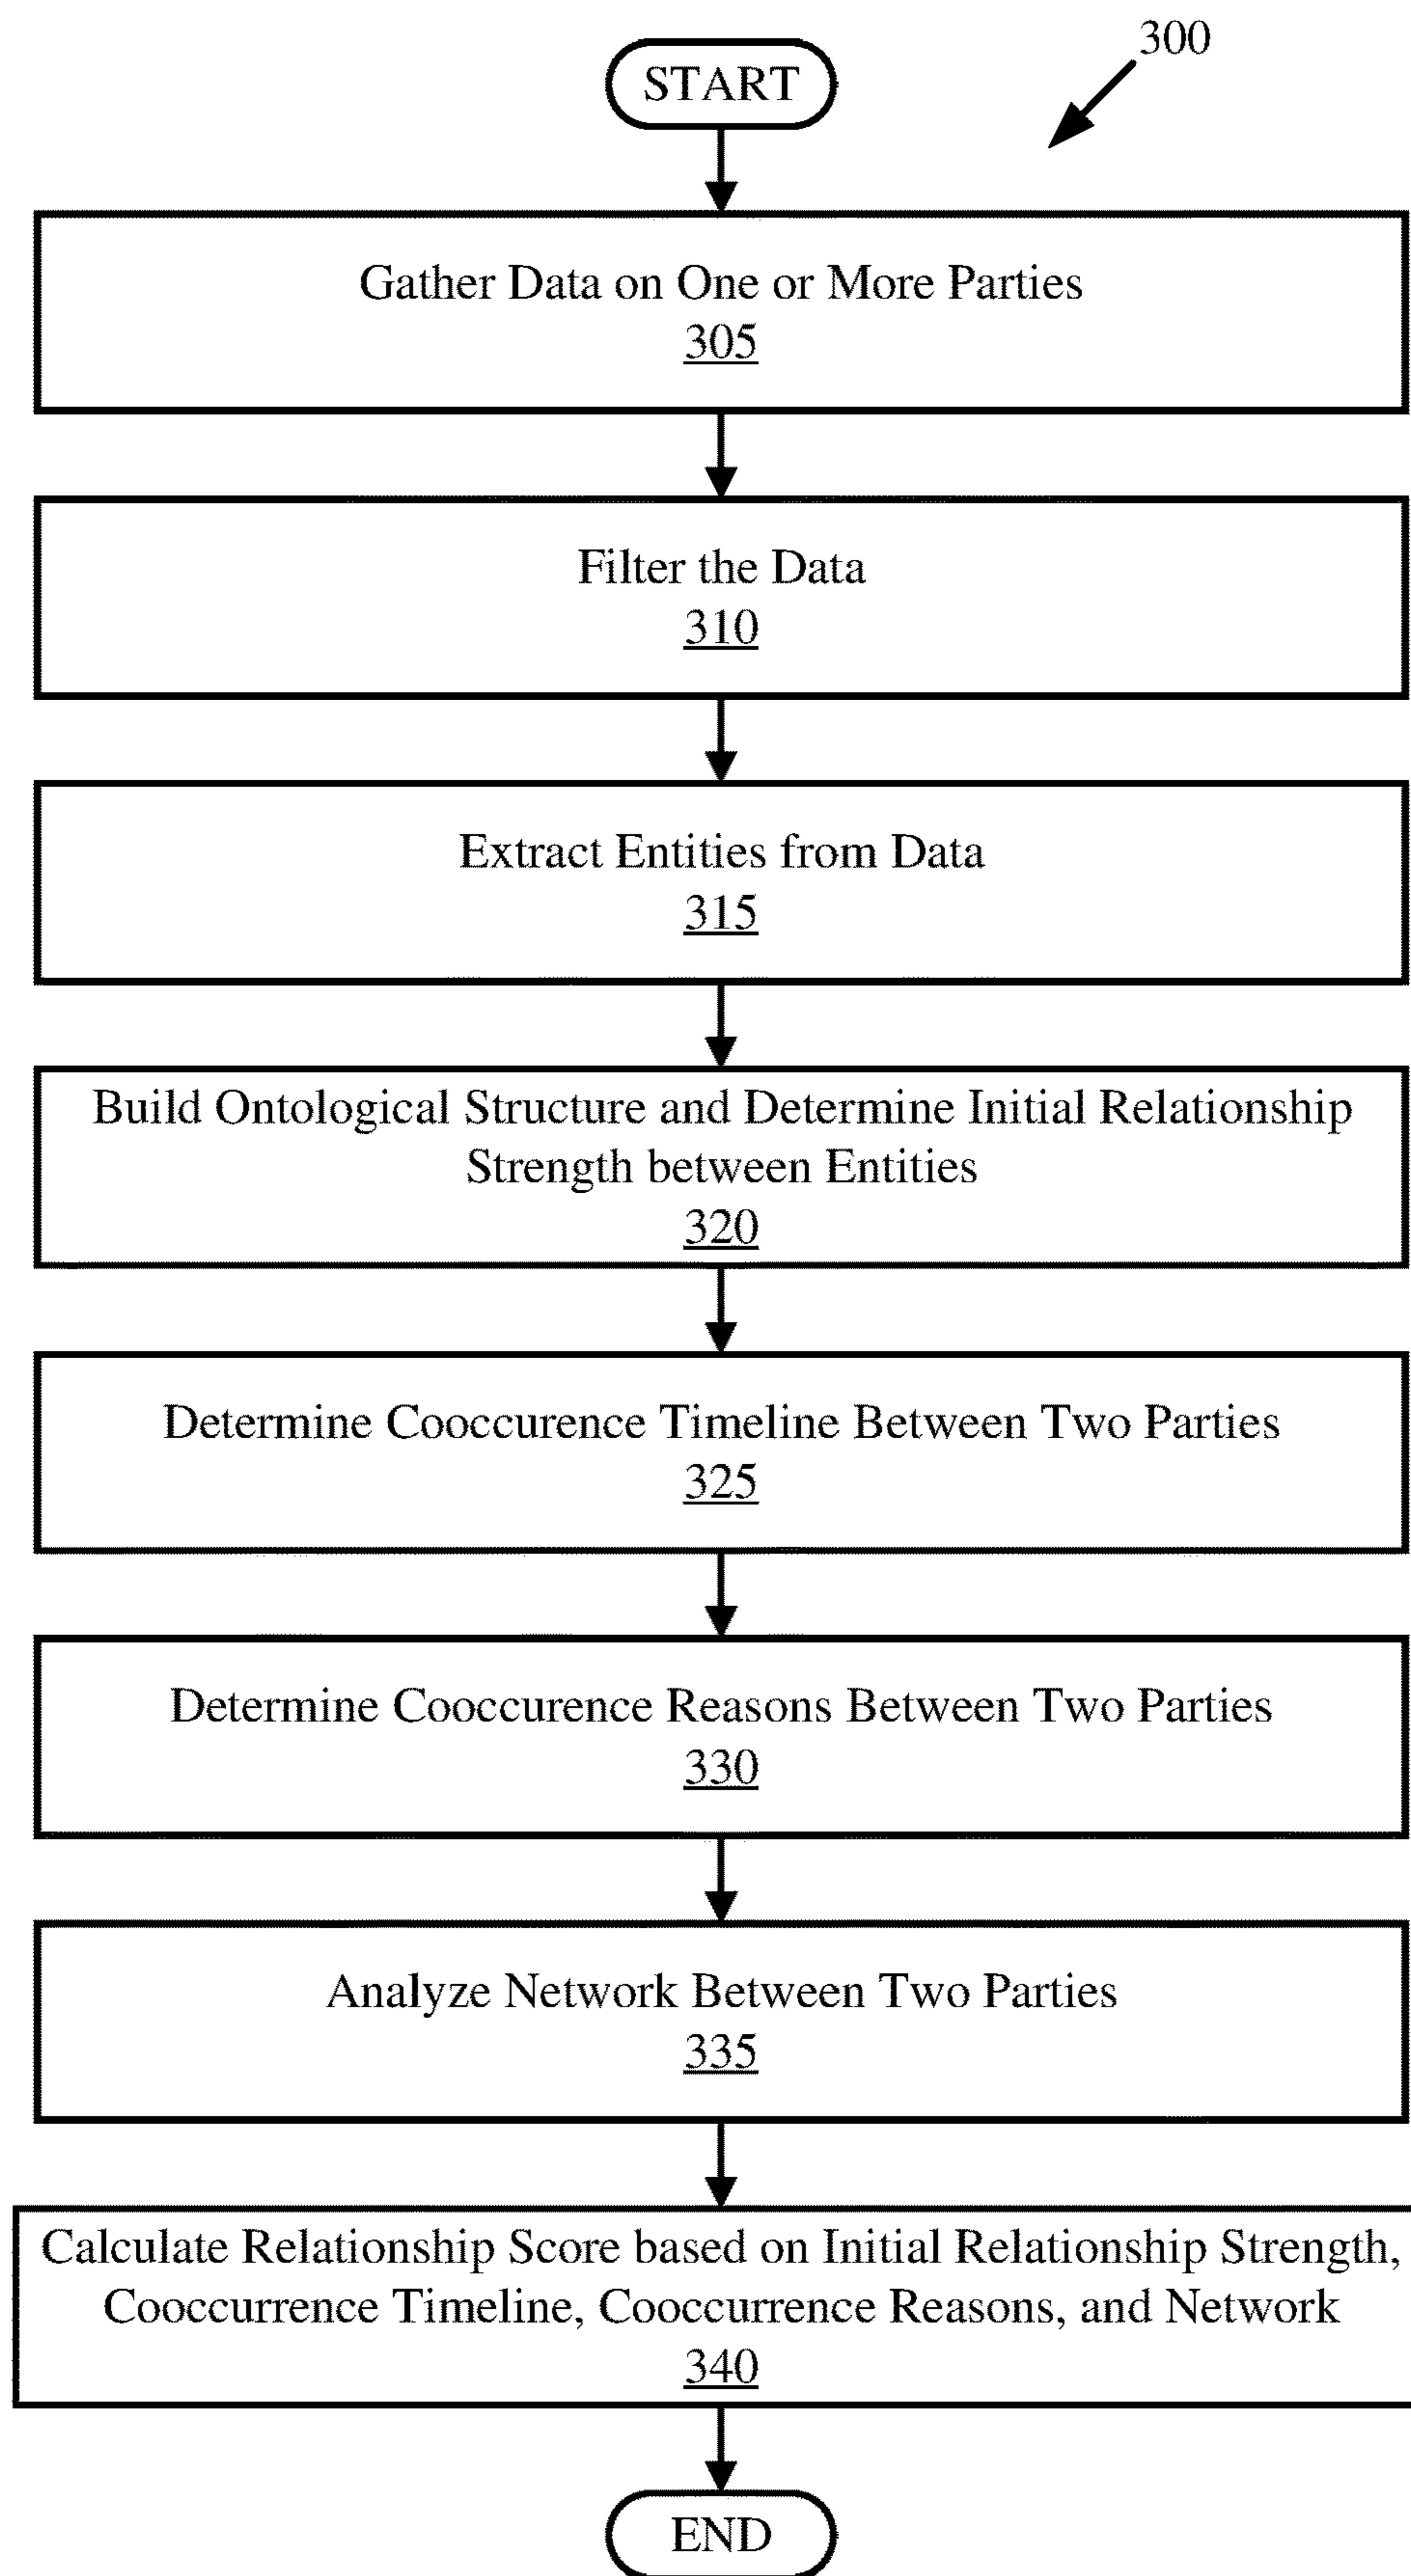 300
START
Gather Data on One or More Parties
305
Filter the Data
310
Extract Entities from Data
315
Build Ontological Structure and Determine Initial Relationship
Strength between Entities
320
Determine Cooccurence Timeline Between Two Parties
325
Determine Cooccurence Reasons Between Two Parties
330
Analyze Network Between Two Parties
335
Calculate Relationship Score based on Initial Relationship Strength,
Cooccurrence Timeline, Cooccurrence Reasons, and Network
340
END